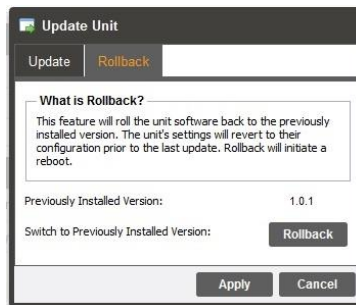 Update Unit
Update
Rollback
What is Rollback?
This feature will roll the unit software back to the previously
installed version. The unit's settings will revert to their
configuration prior to the last update. Rollback will initiate a
reboot.
Previously Installed Version:
1.0.1
Switch to Previously Installed Version:
Rollback
Apply
Cancel